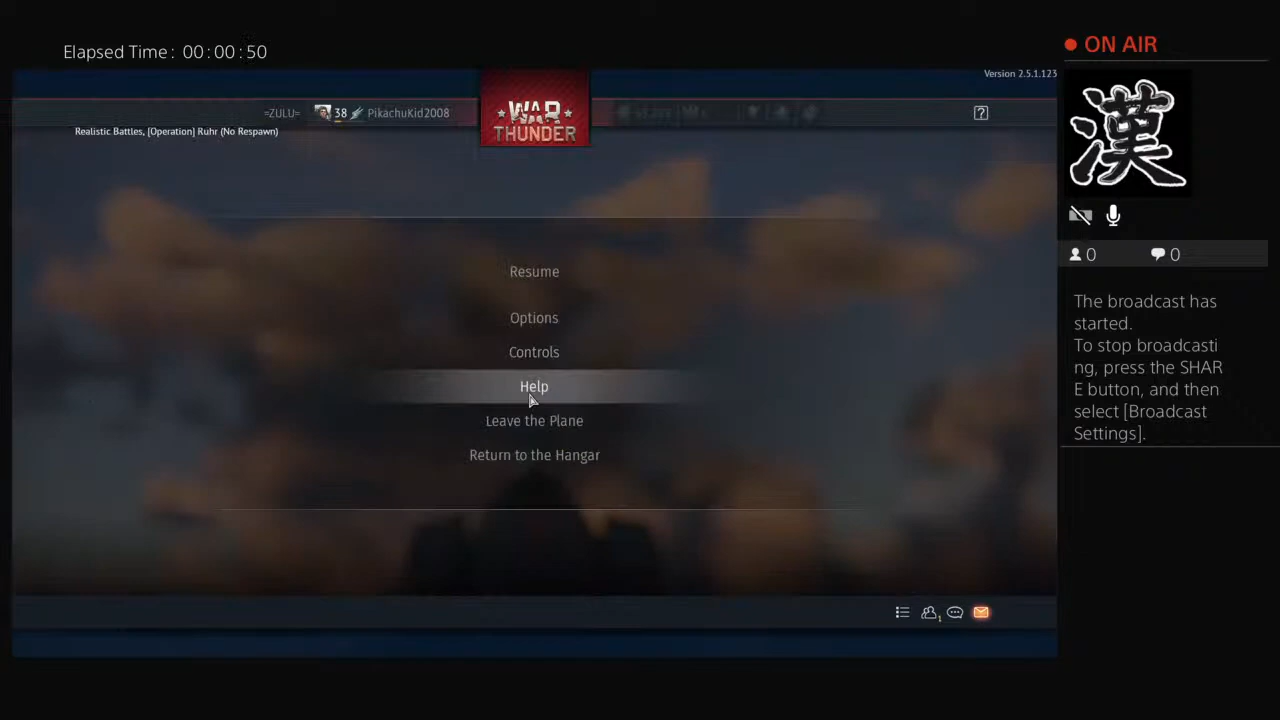 Elapsed Time: 00:00:50
ON AIR
Version 2.5.1.123
=ZULU= 38 PikachuKid2008
WAR
THUNDER
?
Realistic Battles, [Operation] Ruhr (No Respawn)
漢
0 0
Resume
Options
Controls
Help
Leave the Plane
Return to the Hangar
The broadcast has
started.
To stop broadcasti
ng, press the SHAR
E button, and then
select [Broadcast
Settings].
1